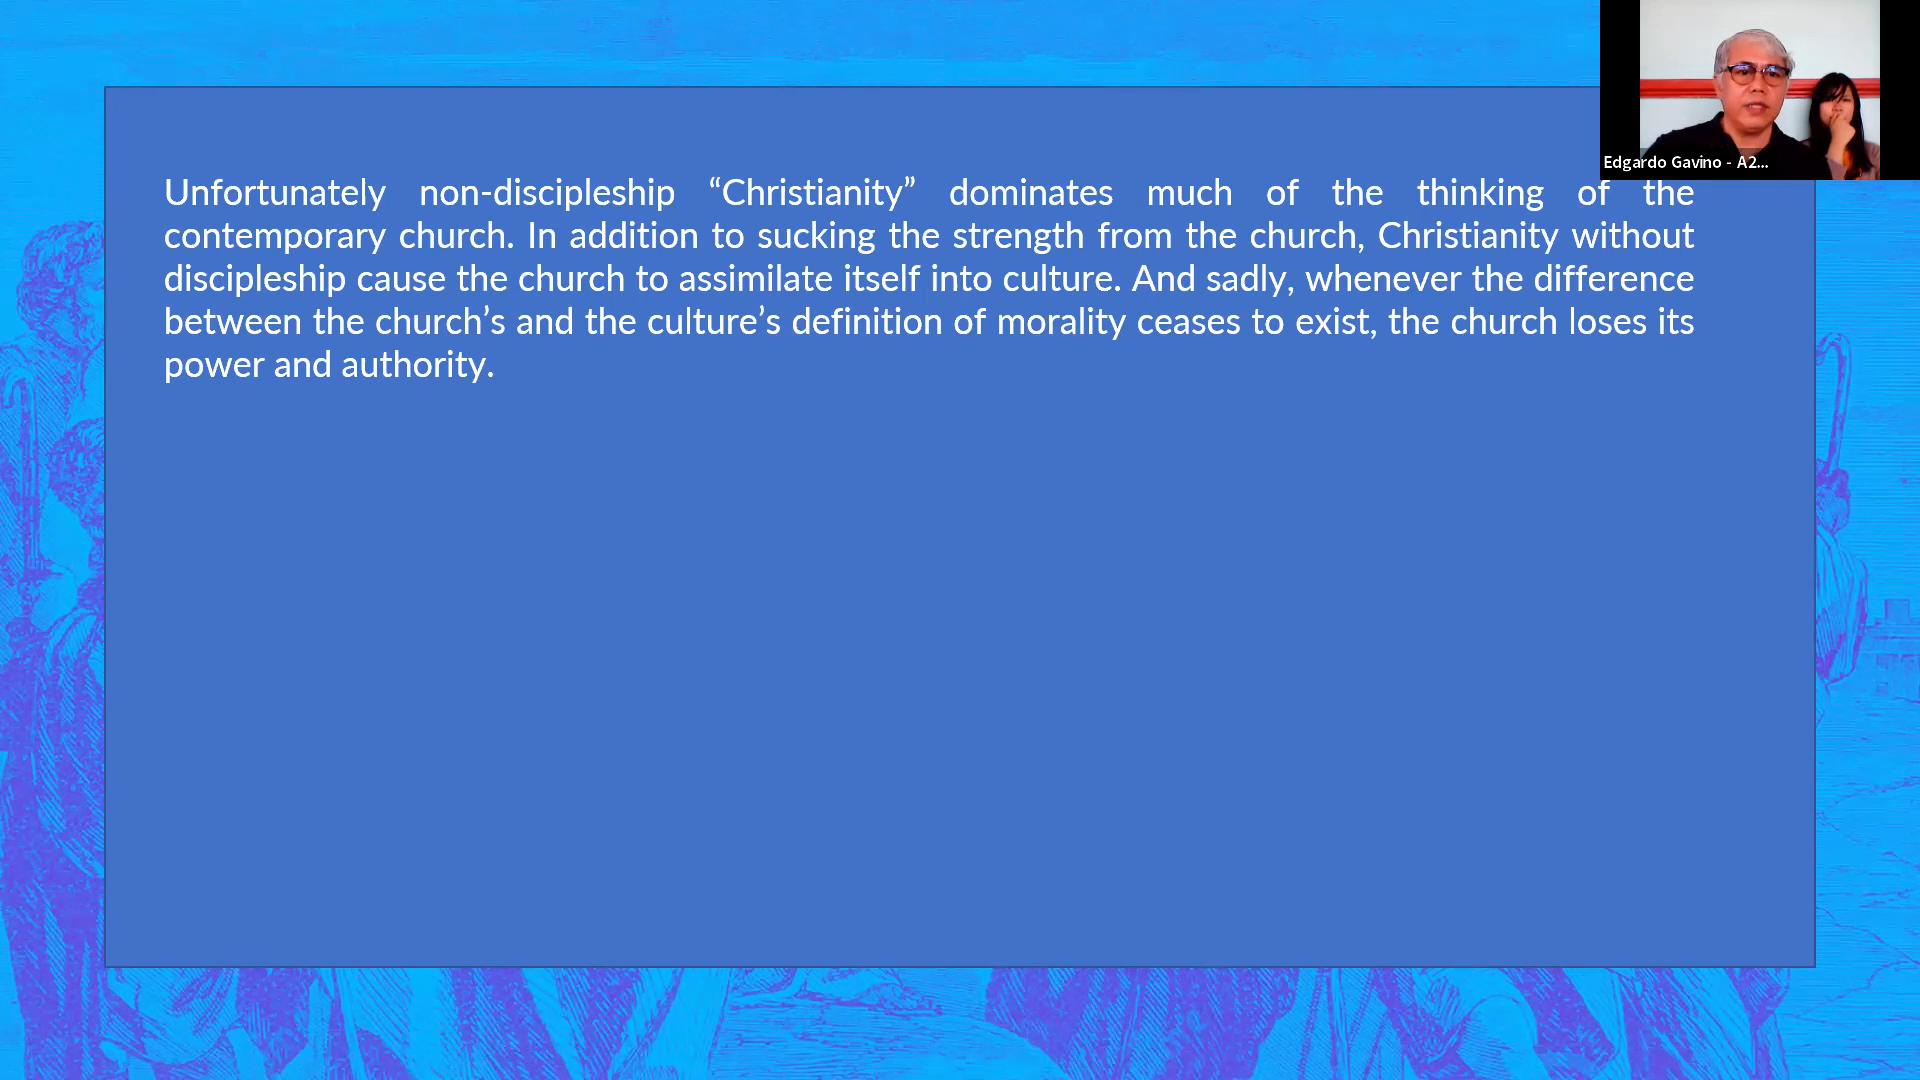 Edgardo Gavino - A2...
Unfortunately non-discipleship “Christianity” dominates much of the thinking of the
contemporary church. In addition to sucking the strength from the church, Christianity without
discipleship cause the church to assimilate itself into culture. And sadly, whenever the difference
between the church’s and the culture’s definition of morality ceases to exist, the church loses its
power and authority.